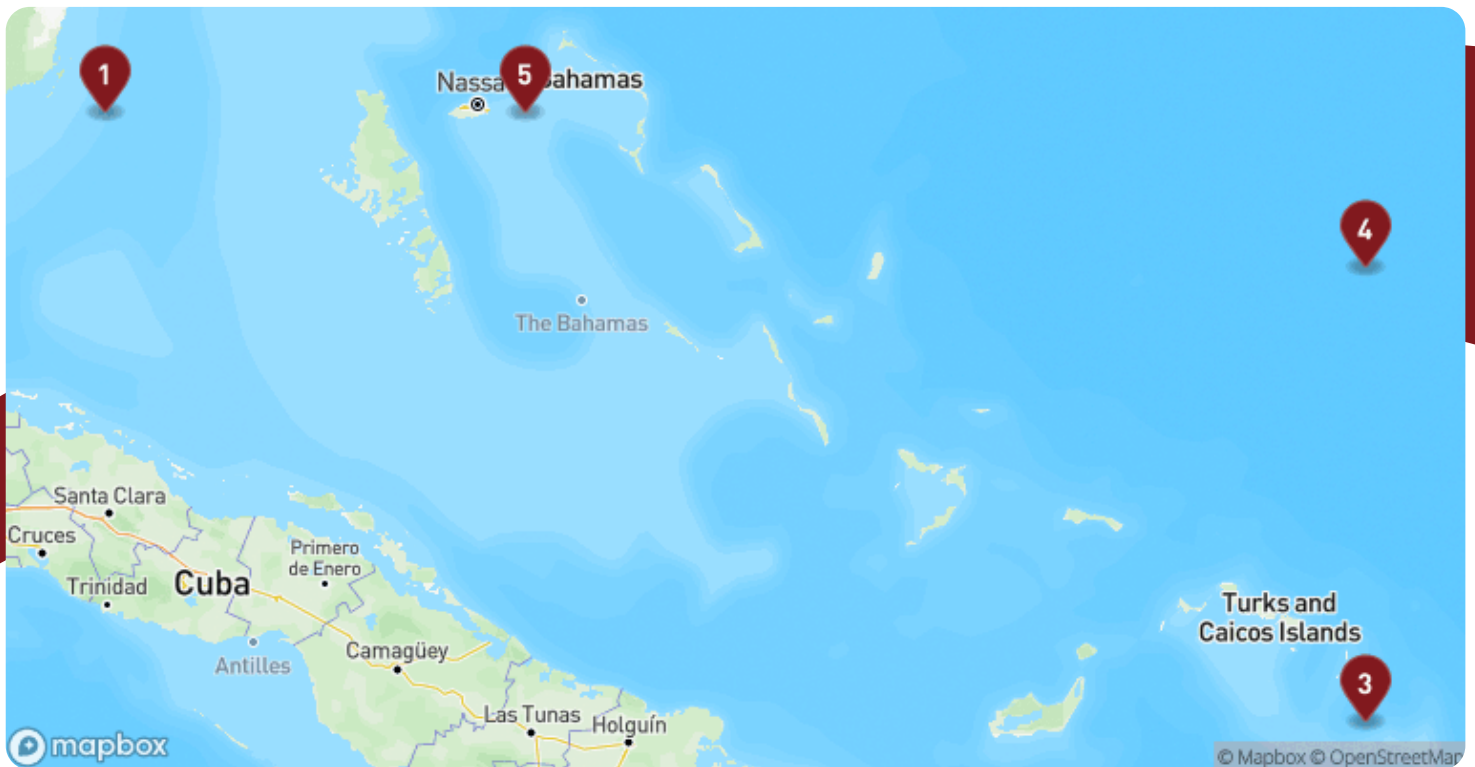 1
5
Nassa
Bahamas
4
The Bahamas
Santa Clara
Cruces
Primero
de Enero
Trinidad
Cuba
Turks and
Caicos Islands
Antilles
Camagüey
3
Las Tunas
Holguín
mapbox
© Mapbox © OpenStreetMap